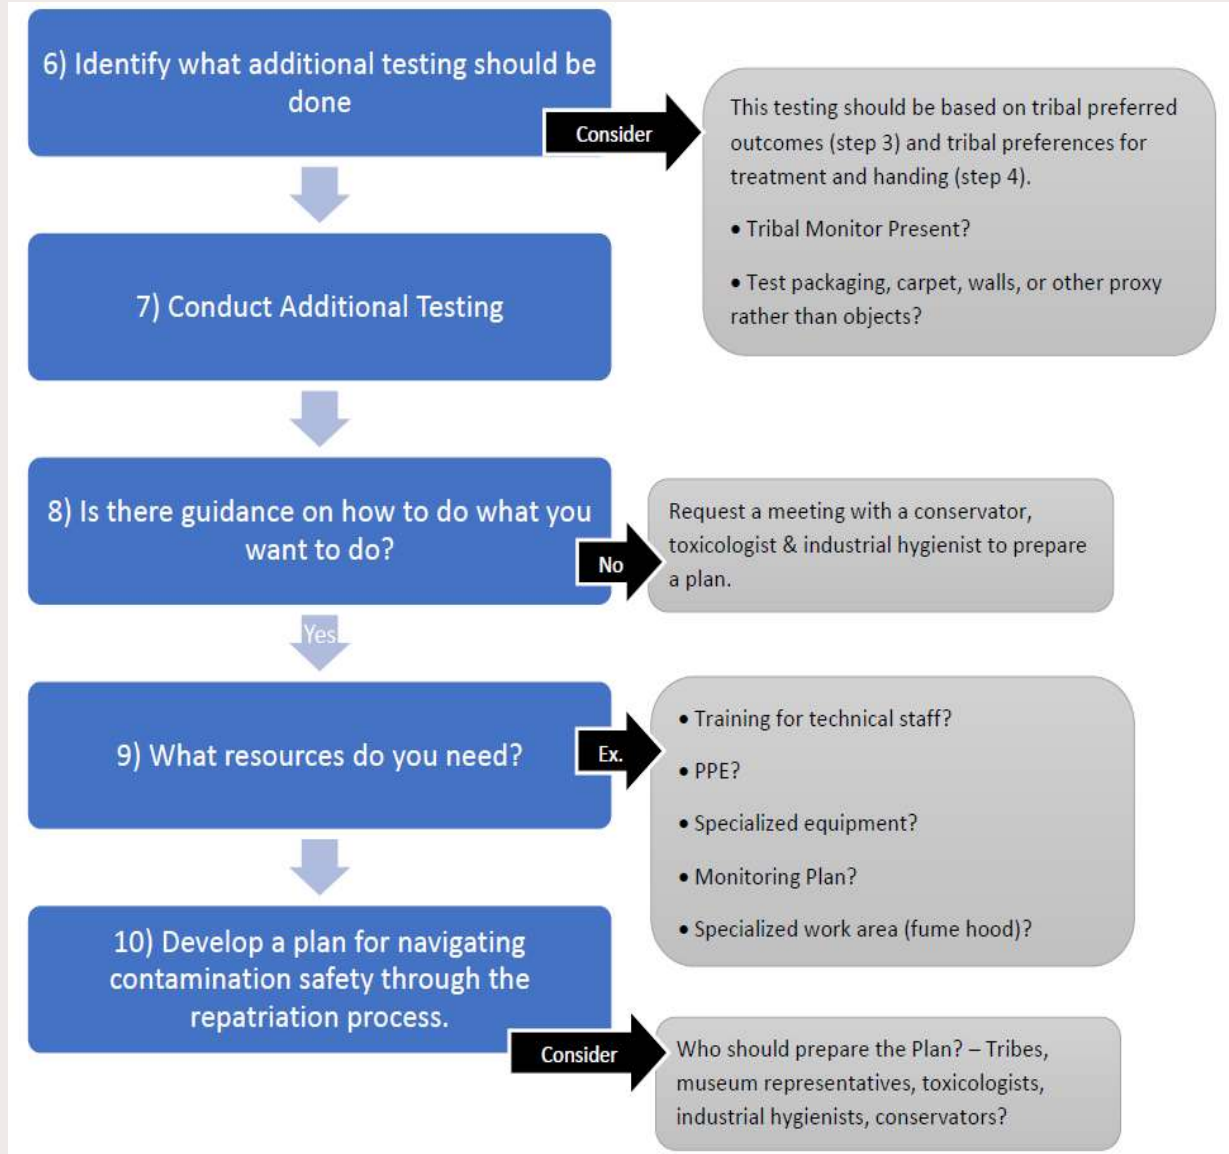 6) Identify what additional testing should be
done
Consider
This testing should be based on tribal preferred
outcomes (step 3) and tribal preferences for
treatment and handing (step 4).
• Tribal Monitor Present?
• Test packaging, carpet, walls, or other proxy
rather than objects?
7) Conduct Additional Testing
8) Is there guidance on how to do what you
want to do?
No
Request a meeting with a conservator,
toxicologist & industrial hygienist to prepare
a plan.
Yes
9) What resources do you need?
Ex.
• Training for technical staff?
• PPE?
• Specialized equipment?
• Monitoring Plan?
• Specialized work area (fume hood)?
10) Develop a plan for navigating
contamination safety through the
repatriation process.
Consider
Who should prepare the Plan? – Tribes,
museum representatives, toxicologists,
industrial hygienists, conservators?